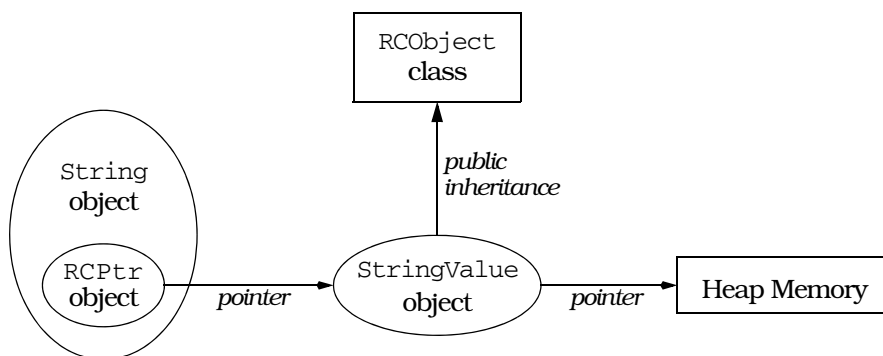 RCObject
class
public
inheritance
String
object
RCPtr
object
pointer
StringValue
object
pointer
Heap Memory